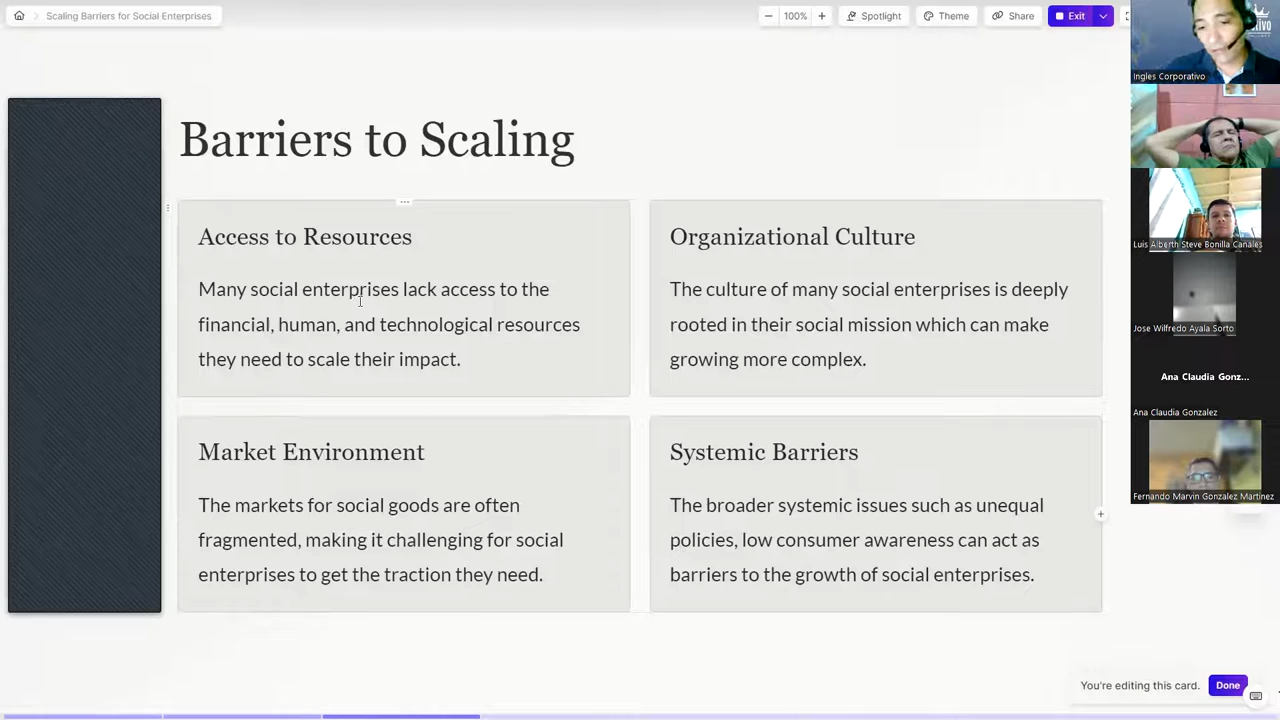 Scaling Barriers for Social Enterprises
100%
Spotlight
Theme
Share
Exit
Barriers to Scaling
Access to Resources
Many social enterprises lack access to the
financial, human, and technological resources
they need to scale their impact.
Organizational Culture
The culture of many social enterprises is deeply
rooted in their social mission which can make
growing more complex.
Market Environment
The markets for social goods are often
fragmented, making it challenging for social
enterprises to get the traction they need.
Systemic Barriers
The broader systemic issues such as unequal
policies, low consumer awareness can act as
barriers to the growth of social enterprises.
You're editing this card.
Done
Ingles Corporativo
Luis Alberth Steve Bonilla Canales
Jose Wilfredo Ayala Sorto
Ana Claudia Gonz...
Ana Claudia Gonzalez
Fernando Marvin Gonzalez Martinez